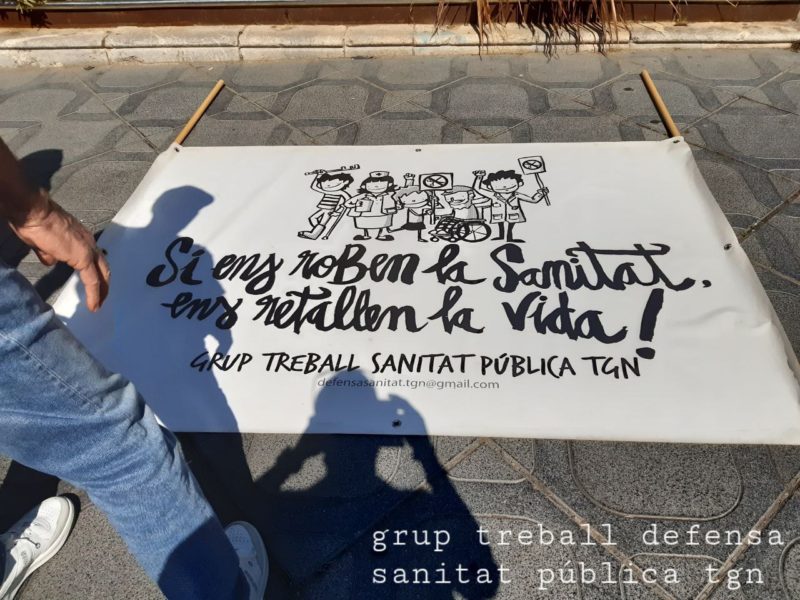 Si ens roben la Sanitat,
ens retallen la vida!
GRUP TREBALL SANITAT PÚBLICA TGN
defensasanitat.tgn@gmail.com
grup treball defensa
sanitat pública tgn